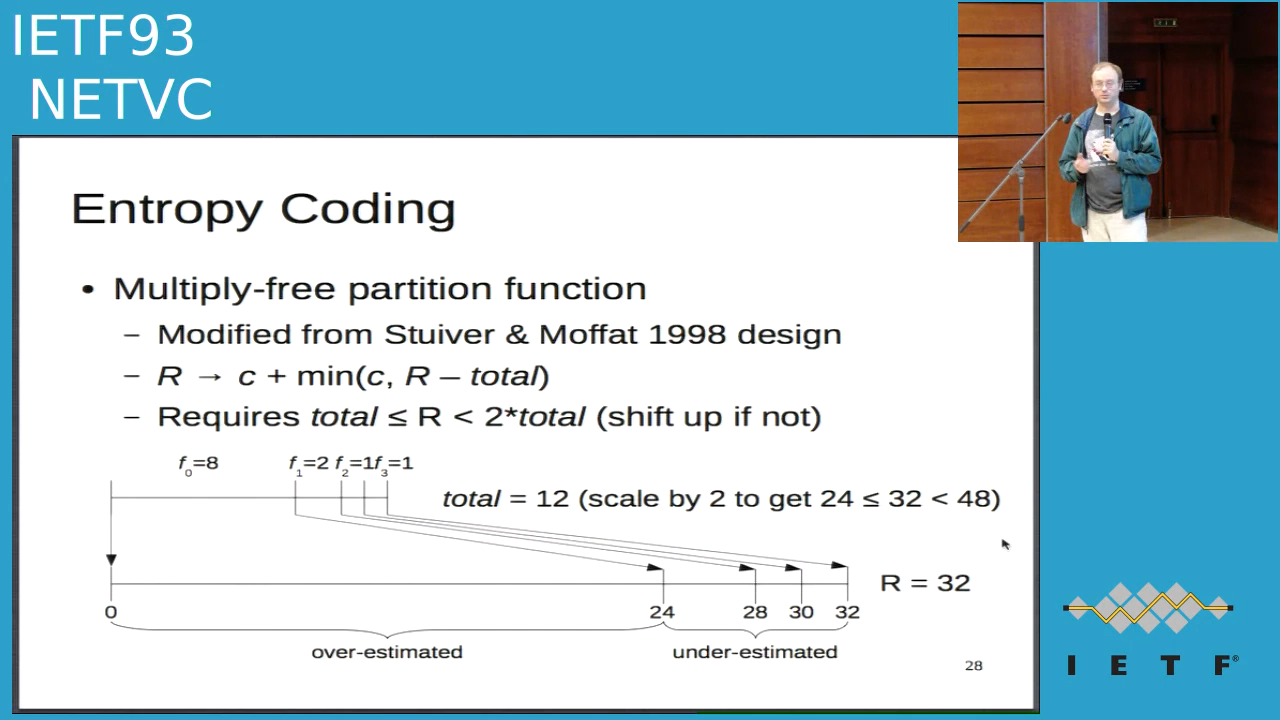 IETF93
NETVC
Entropy Coding
• Multiply-free partition function
– Modified from Stuiver & Moffat 1998 design
– R → c + min(c, R – total)
– Requires total ≤ R < 2*total (shift up if not)
f0=8 f1=2 f2=1 f3=1
total = 12 (scale by 2 to get 24 ≤ 32 < 48)
R = 32
0 24 28 30 32
over-estimated under-estimated
28
I E T F®